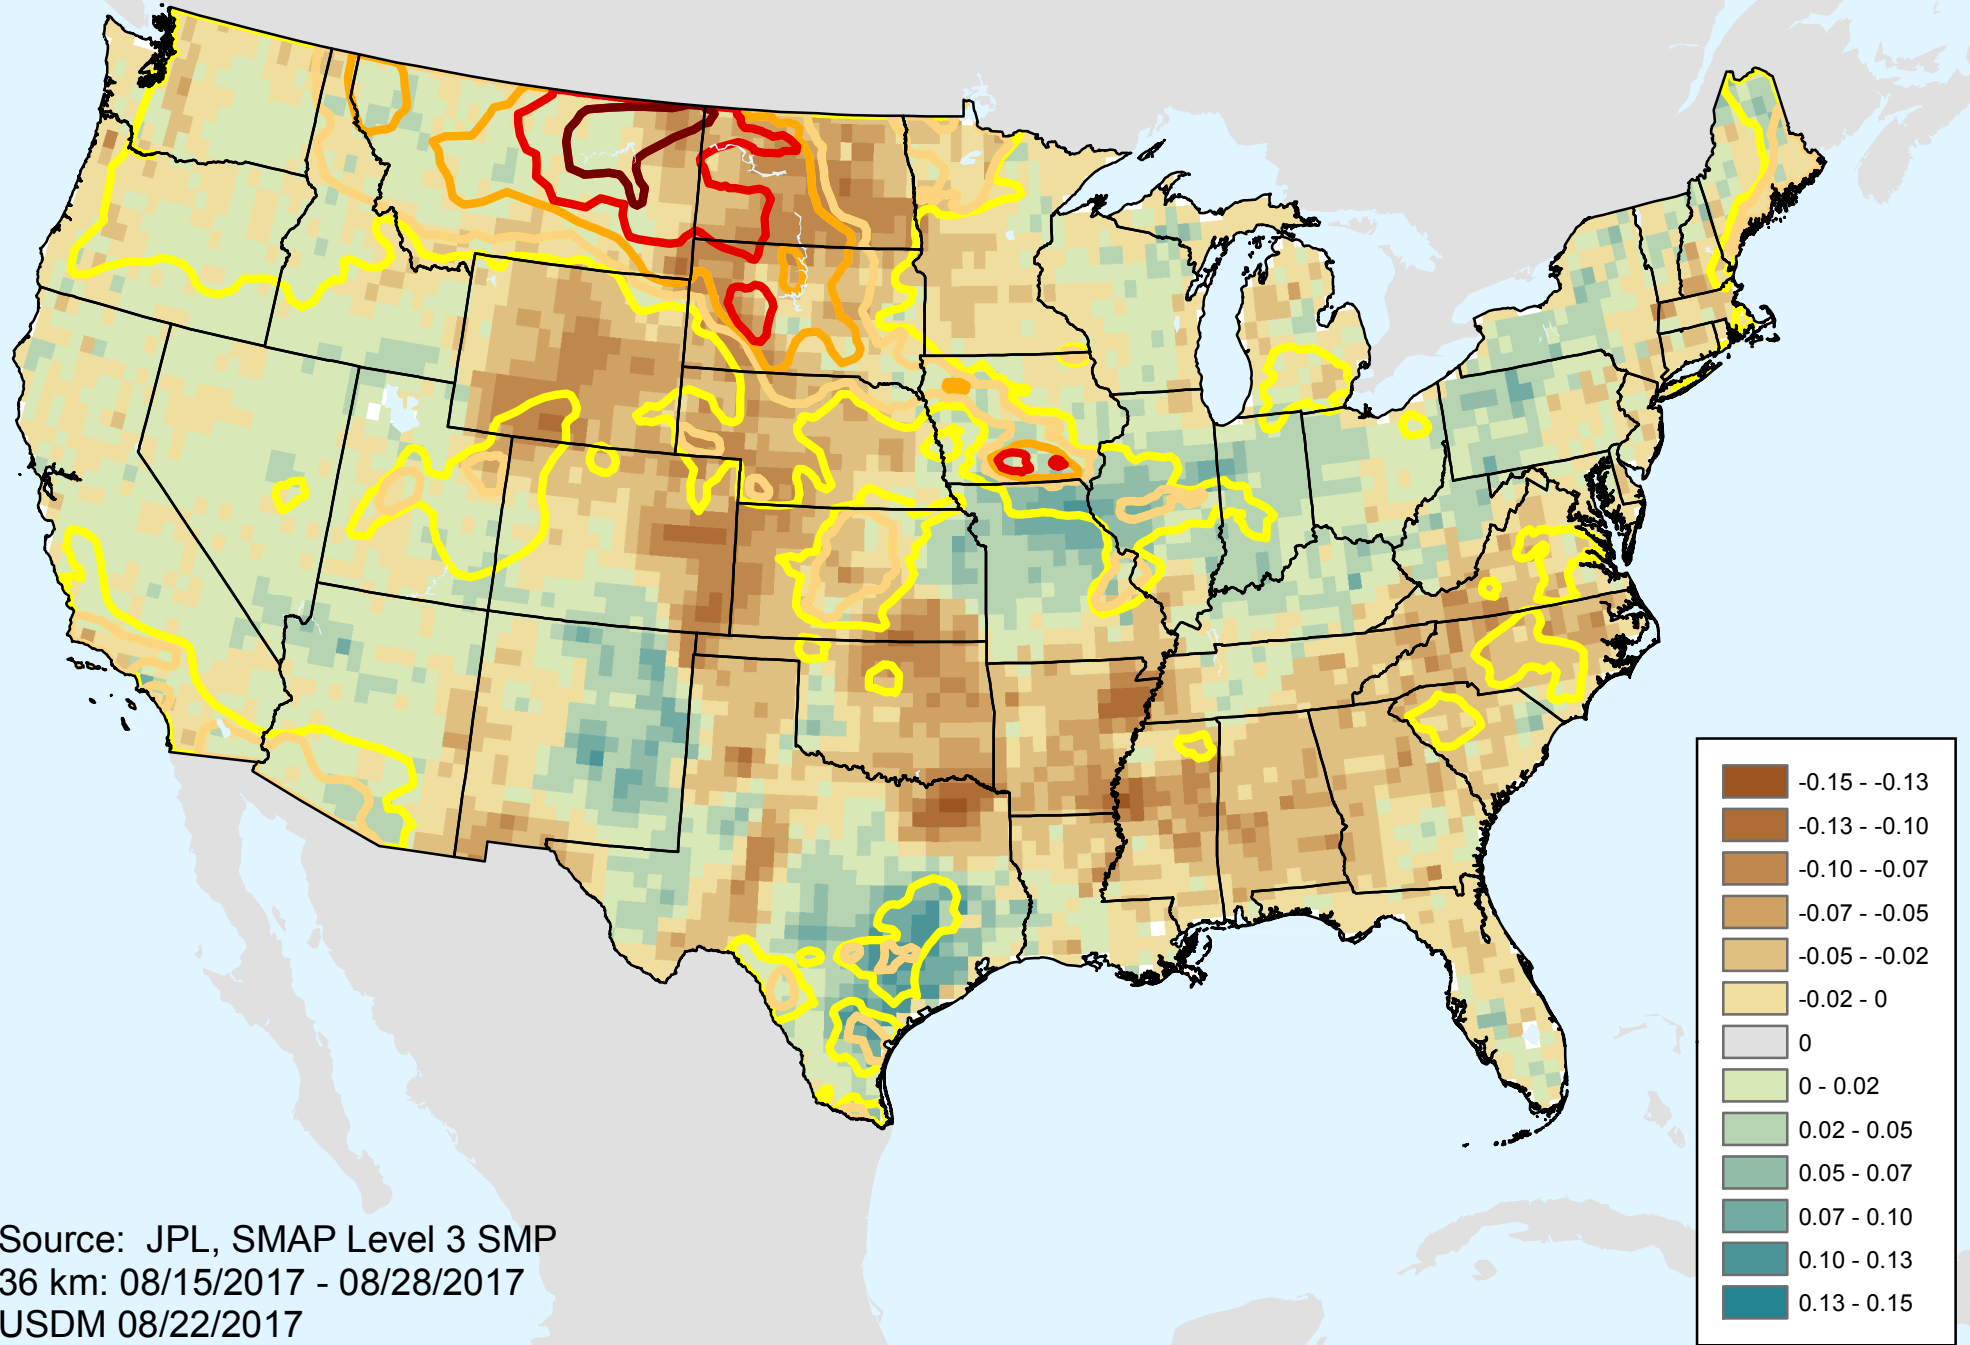 -0.15 - -0.13
-0.13 - -0.10
-0.10 - -0.07
-0.07 - -0.05
-0.05 - -0.02
-0.02 - 0
0
0 - 0.02
0.02 - 0.05
0.05 - 0.07
0.07 - 0.10
0.10 - 0.13
0.13 - 0.15
Source: JPL, SMAP Level 3 SMP
36 km: 08/15/2017 - 08/28/2017
USDM 08/22/2017